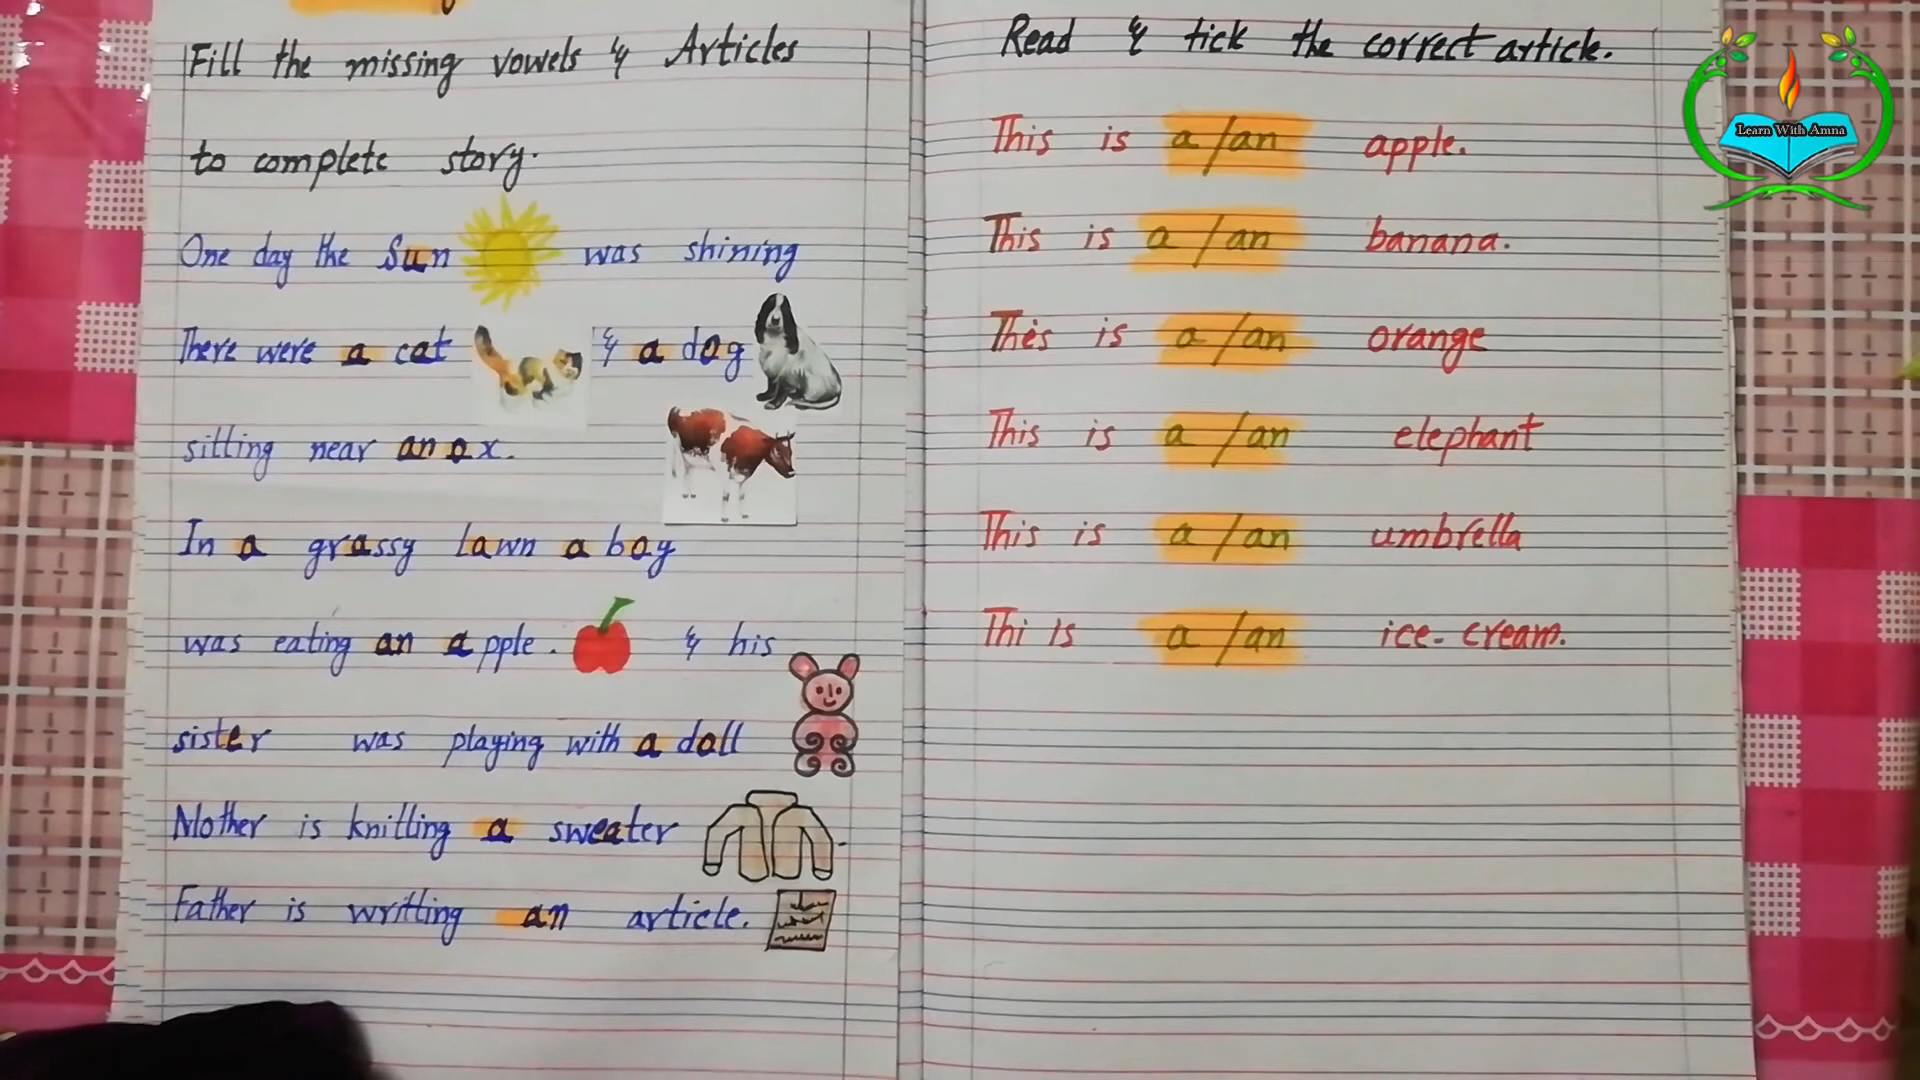 Fill the missing vowels & Articles
to complete story.
One day the Sun was shining
There were a cat & a dog
sitting near an ox.
In a grassy lawn a boy
was eating an apple. & his
sister was playing with a doll
Mother is knitting a sweater
Father is writting an article.
Read & tick the correct article.
This is a/an apple.
This is a/an banana.
This is a/an orange
This is a/an elephant
This is a/an umbrella
Thi is a/an ice-cream.
Learn With Amna